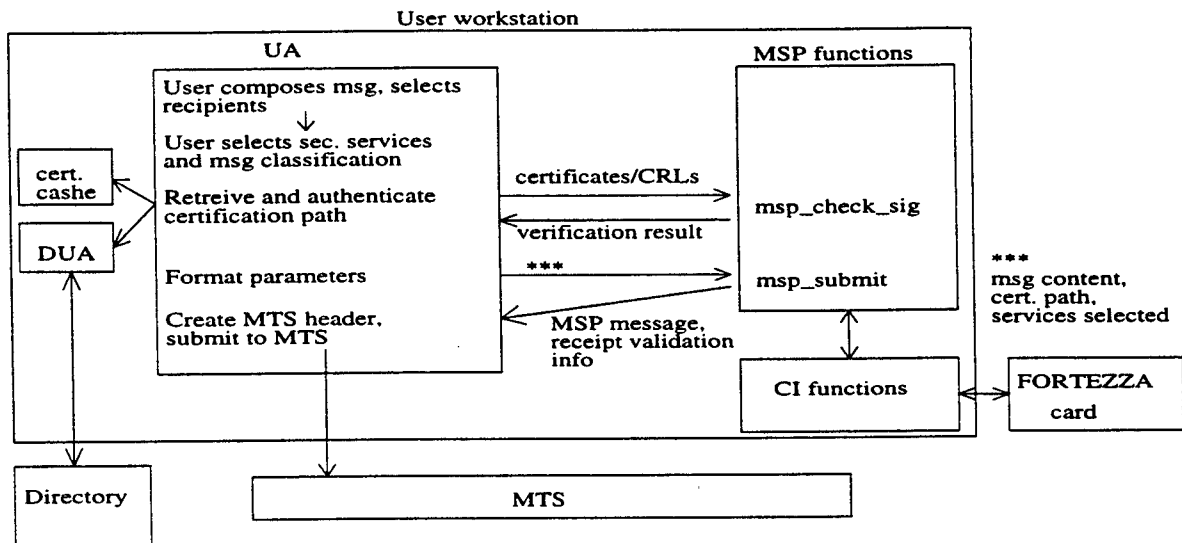 User workstation
UA
MSP functions
User composes msg, selects
recipients
User selects sec. services
and msg classification
cert.
cashe
Retreive and authenticate
certification path
certificates/CRLs
msp_check_sig
verification result
DUA
Format parameters
***
msp_submit
***
msg content,
cert. path,
services selected
Create MTS header,
submit to MTS
MSP message,
receipt validation
info
CI functions
FORTEZZA
card
Directory
MTS